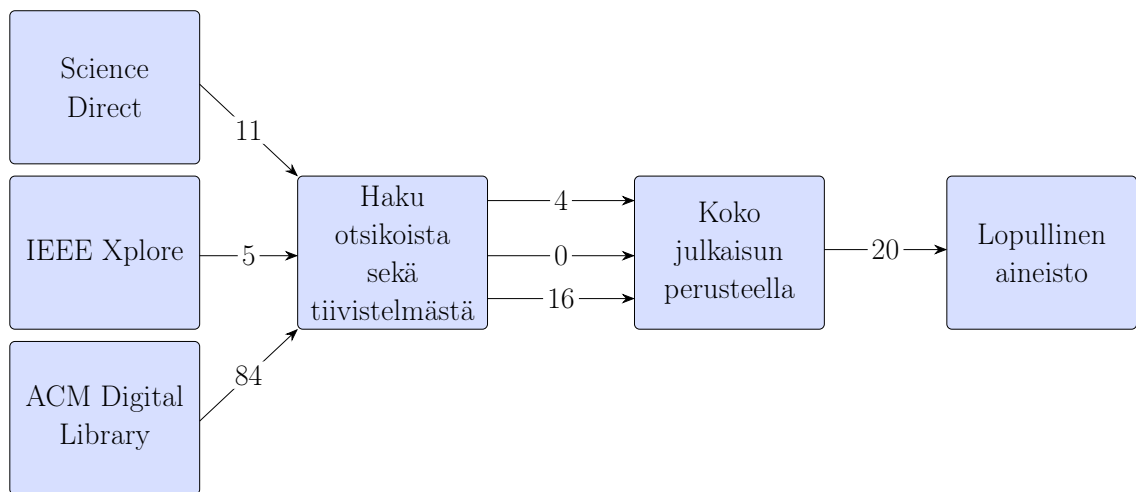 Science
Direct
11
IEEE Xplore
5
ACM Digital
Library
84
Haku
otsikoista
sekä
tiivistelmästä
4
0
16
Koko
julkaisun
perusteella
20
Lopullinen
aineisto